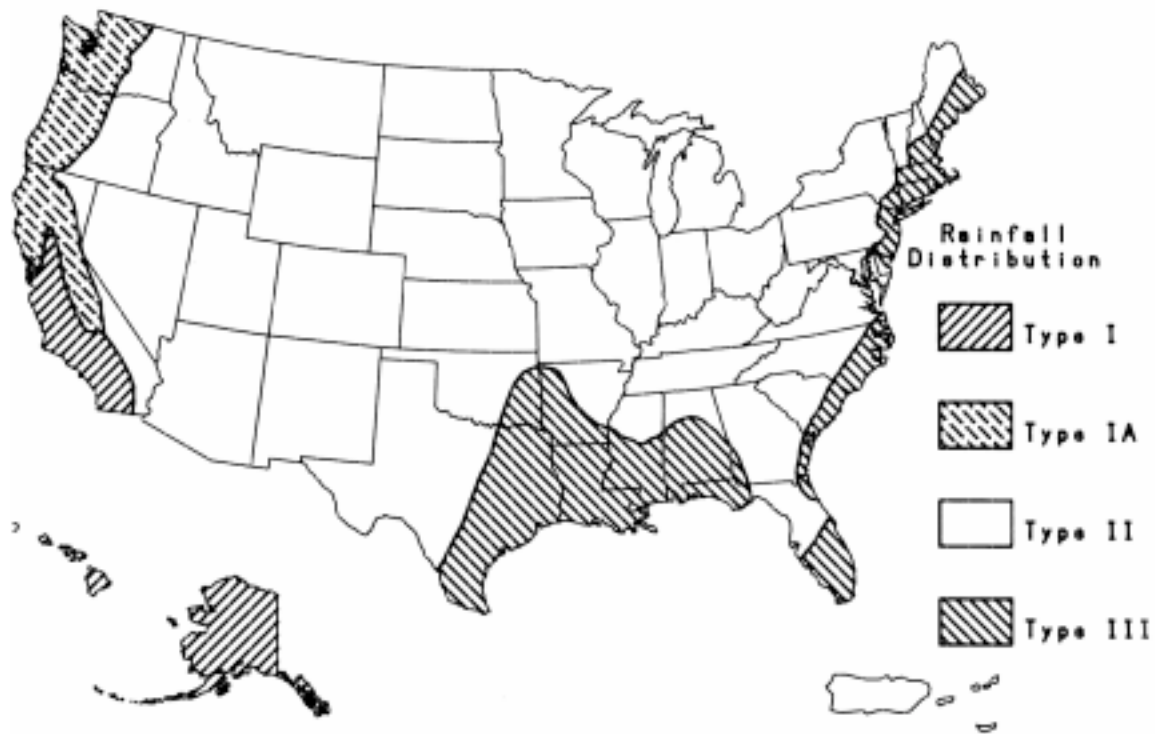 Rainfall
Distribution
Type I
Type IA
Type II
Type III